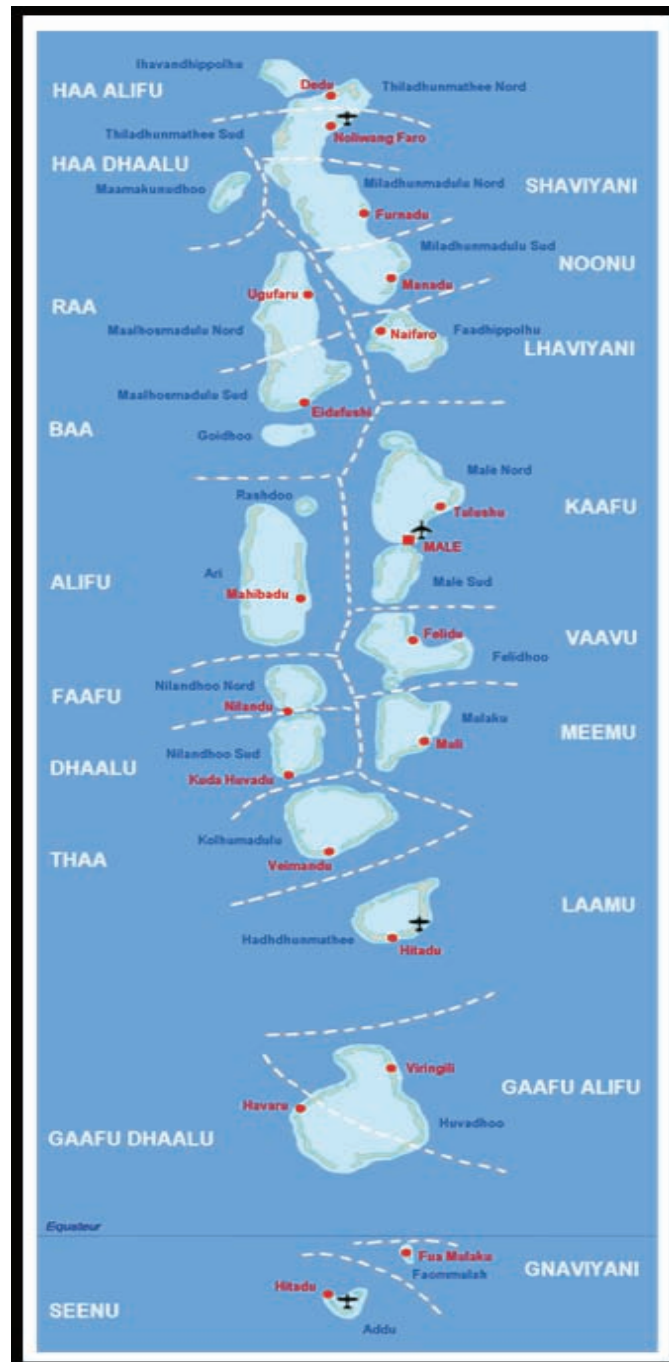 Ihavandhippolhu
HAA ALIFU
Dedu
Thiladhunmathee Nord
Thiladhunmathee Sud
Noliwang Faro
HAA DHAALU
Maamakunudhoo
Miladhunmadulu Nord
SHAVIYANI
Furnadu
Miladhunmadulu Sud
NOONU
Manadu
Ugufaru
RAA
Maalhosmadulu Nord
Naifaro
Faadhippolhu
LHAVIYANI
Maalhosmadulu Sud
Eidafushi
BAA
Goidhoo
Male Nord
Rashdoo
Tulushu
KAAFU
MALE
Ari
ALIFU
Male Sud
Mahibadu
Felidu
VAAVU
Felidhoo
Nilandhoo Nord
FAAFU
Nilandu
Mulaku
MEEMU
Muli
Nilandhoo Sud
DHAALU
Kuda Huvadu
Kolhumadulu
THAA
Veimandu
LAAMU
Hadhdhunmathee
Hitadu
Viringili
GAAFU ALIFU
Havaru
Huvadhoo
GAAFU DHAALU
Equateur
Fua Mulaku
GNAVIYANI
Hitadu
SEENU
Addu